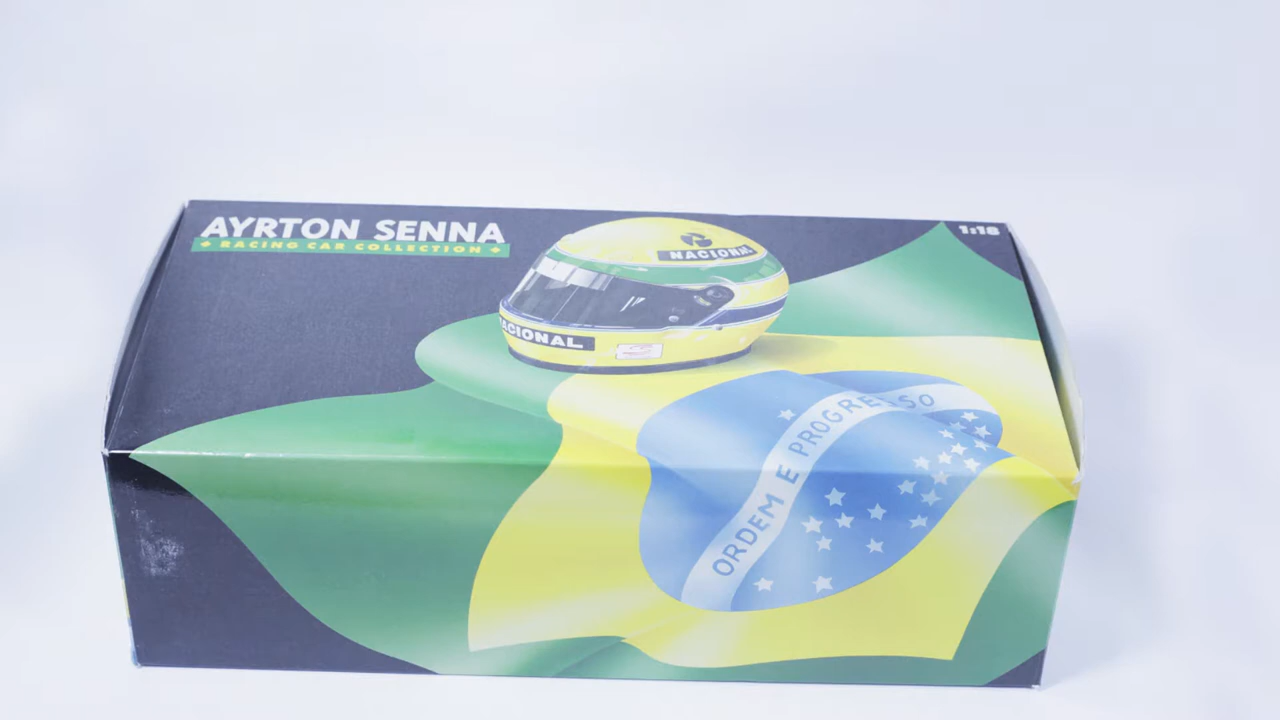 AYRTON SENNA
RACING CAR COLLECTION
1:18
NACIONAL
NACIONAL
ORDEM E PROGRESSO